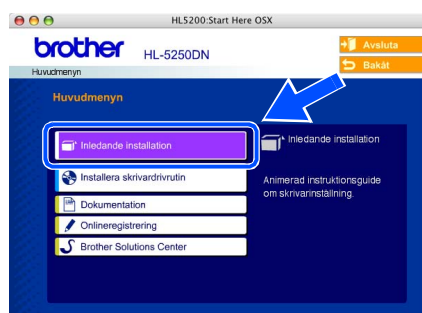 HL5200:Start Here OSX
brother HL-5250DN
Avsluta
Bakåt
Huvudmenyn
Huvudmenyn
Inledande installation
Inledande installation
Installera skrivardrivrutin
Animerad instruktionsguide
om skrivarinställning.
Dokumentation
Onlineregistrering
Brother Solutions Center